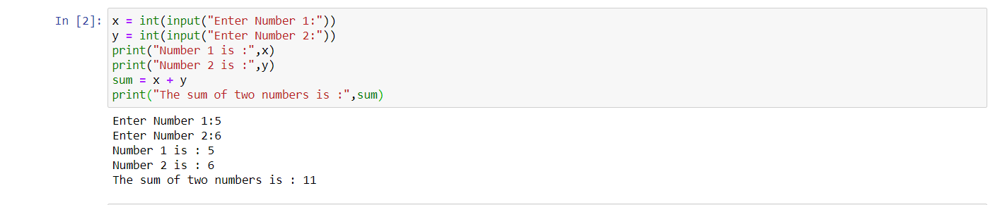 In [2]: x = int(input("Enter Number 1:"))
y = int(input("Enter Number 2:"))
print("Number 1 is :",x)
print("Number 2 is :",y)
sum = x + y
print("The sum of two numbers is :",sum)
Enter Number 1:5
Enter Number 2:6
Number 1 is : 5
Number 2 is : 6
The sum of two numbers is : 11